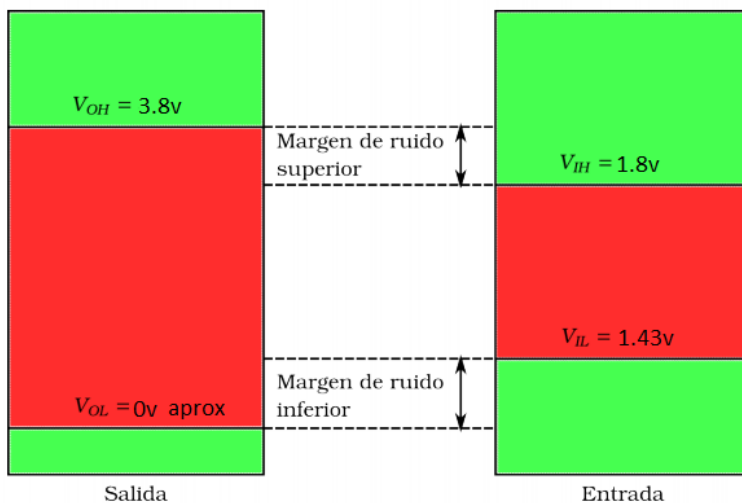 V_OH = 3.8v
Margen de ruido
superior
V_IH = 1.8v
V_IL = 1.43v
V_OL = 0v aprox
Margen de ruido
inferior
Salida
Entrada